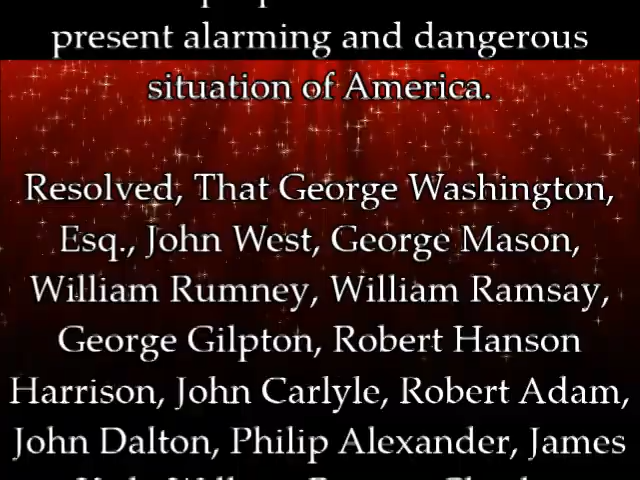 present alarming and dangerous
situation of America.
Resolved, That George Washington,
Esq., John West, George Mason,
William Rumney, William Ramsay,
George Gilpton, Robert Hanson
Harrison, John Carlyle, Robert Adam,
John Dalton, Philip Alexander, James